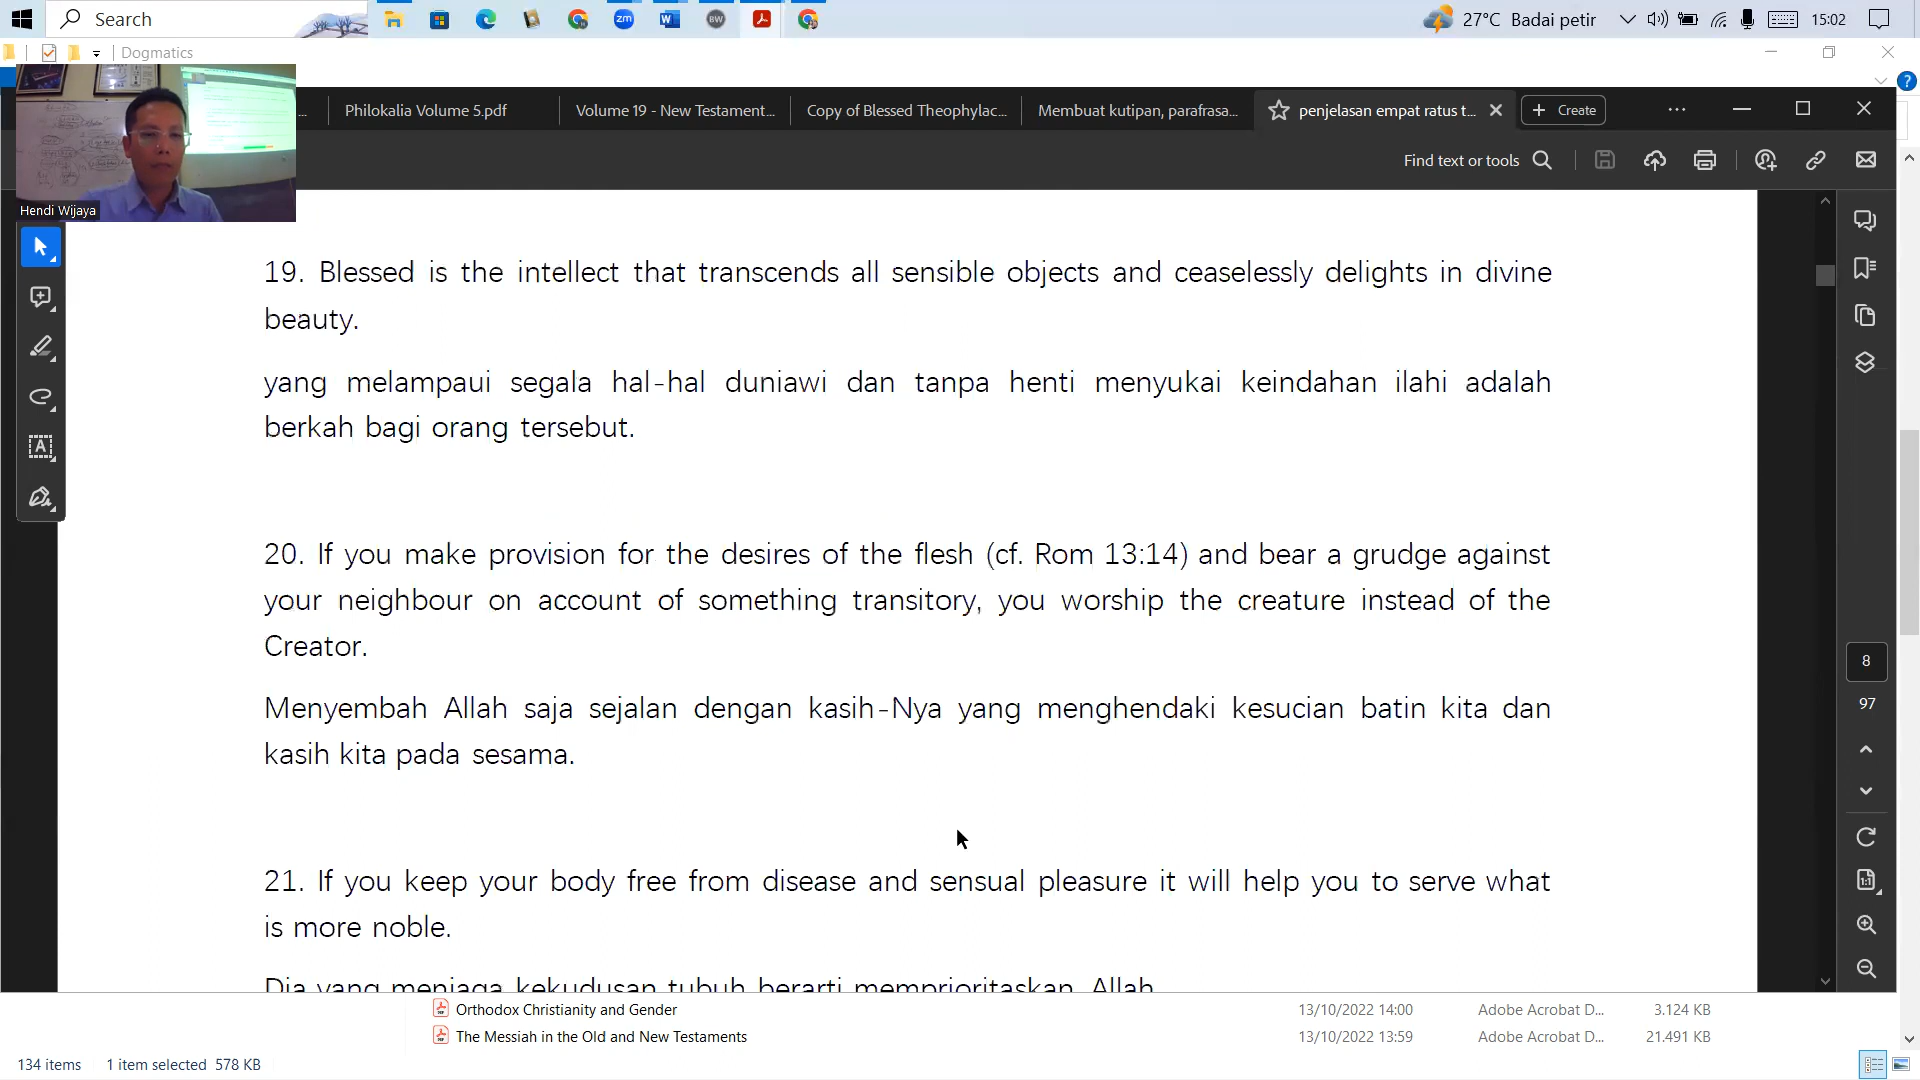 Search
27°C Badai petir
15:02
Dogmatics
Philokalia Volume 5.pdf
Volume 19 - New Testament...
Copy of Blessed Theophylac...
Membuat kutipan, parafrasa...
penjelasan empat ratus t...
+ Create
Find text or tools
Hendi Wijaya
19. Blessed is the intellect that transcends all sensible objects and ceaselessly delights in divine
beauty.
yang melampaui segala hal-hal duniawi dan tanpa henti menyukai keindahan ilahi adalah
berkah bagi orang tersebut.
20. If you make provision for the desires of the flesh (cf. Rom 13:14) and bear a grudge against
your neighbour on account of something transitory, you worship the creature instead of the
Creator.
Menyembah Allah saja sejalan dengan kasih-Nya yang menghendaki kesucian batin kita dan
kasih kita pada sesama.
21. If you keep your body free from disease and sensual pleasure it will help you to serve what
is more noble.
Dia yang menjaga kekudusan tubuh berarti memprioritaskan Allah
8
97
Orthodox Christianity and Gender 13/10/2022 14:00 Adobe Acrobat D... 3.124 KB
The Messiah in the Old and New Testaments 13/10/2022 13:59 Adobe Acrobat D... 21.491 KB
134 items 1 item selected 578 KB